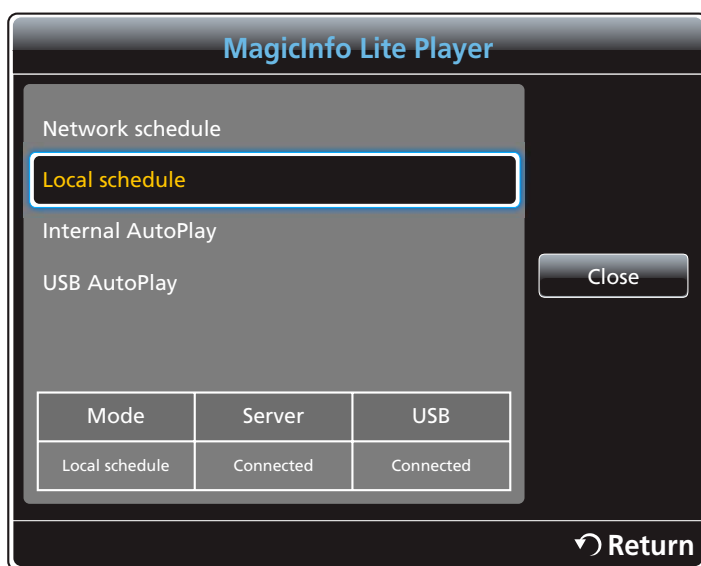 MagicInfo Lite Player
Network schedule
Local schedule
Internal AutoPlay
USB AutoPlay
Close
Mode Server USB
Local schedule Connected Connected
Return